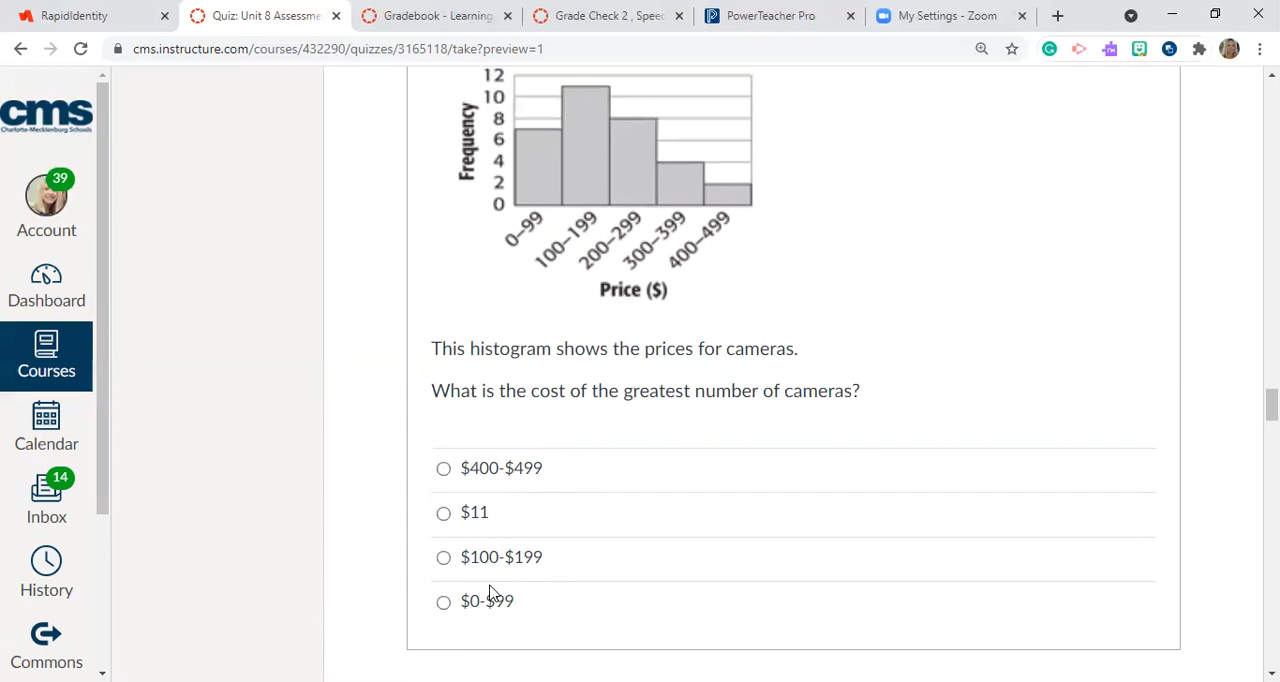 RapidIdentity
Quiz: Unit 8 Assessme
Gradebook - Learning
Grade Check 2 , Speec
PowerTeacher Pro
My Settings - Zoom
cms.instructure.com/courses/432290/quizzes/3165118/take?preview=1
cms
Charlotte-Mecklenburg Schools
39
Account
Dashboard
Courses
Calendar
14
Inbox
History
Commons
Frequency
12
10
8
6
4
2
0
0–99
100–199
200–299
300–399
400–499
Price ($)
This histogram shows the prices for cameras.
What is the cost of the greatest number of cameras?
$400-$499
$11
$100-$199
$0-$99